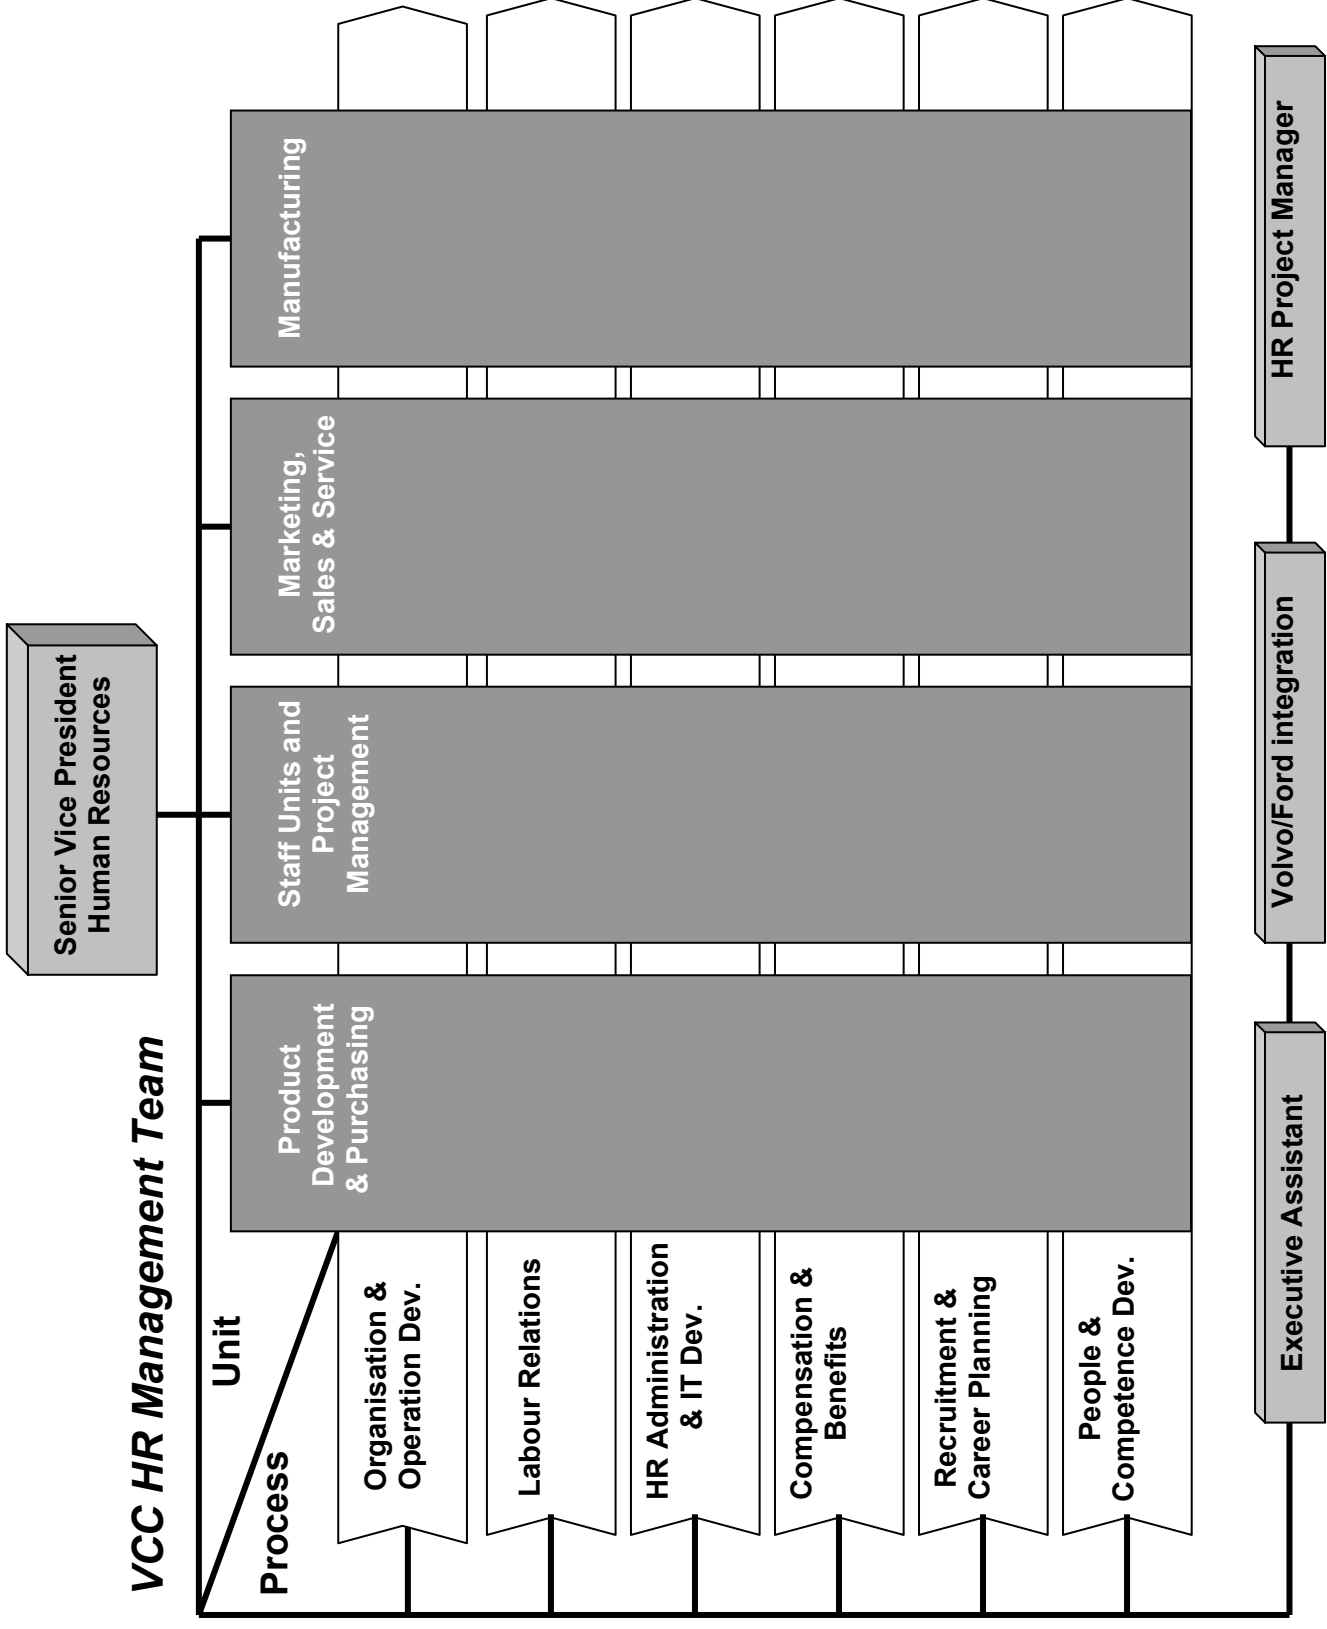 VCC HR Management Team
Senior Vice President
Human Resources
Unit
Process
Product
Development
& Purchasing
Staff Units and
Project
Management
Marketing,
Sales & Service
Manufacturing
Organisation &
Operation Dev.
Labour Relations
HR Administration
& IT Dev.
Compensation &
Benefits
Recruitment &
Career Planning
People &
Competence Dev.
Executive Assistant
Volvo/Ford integration
HR Project Manager